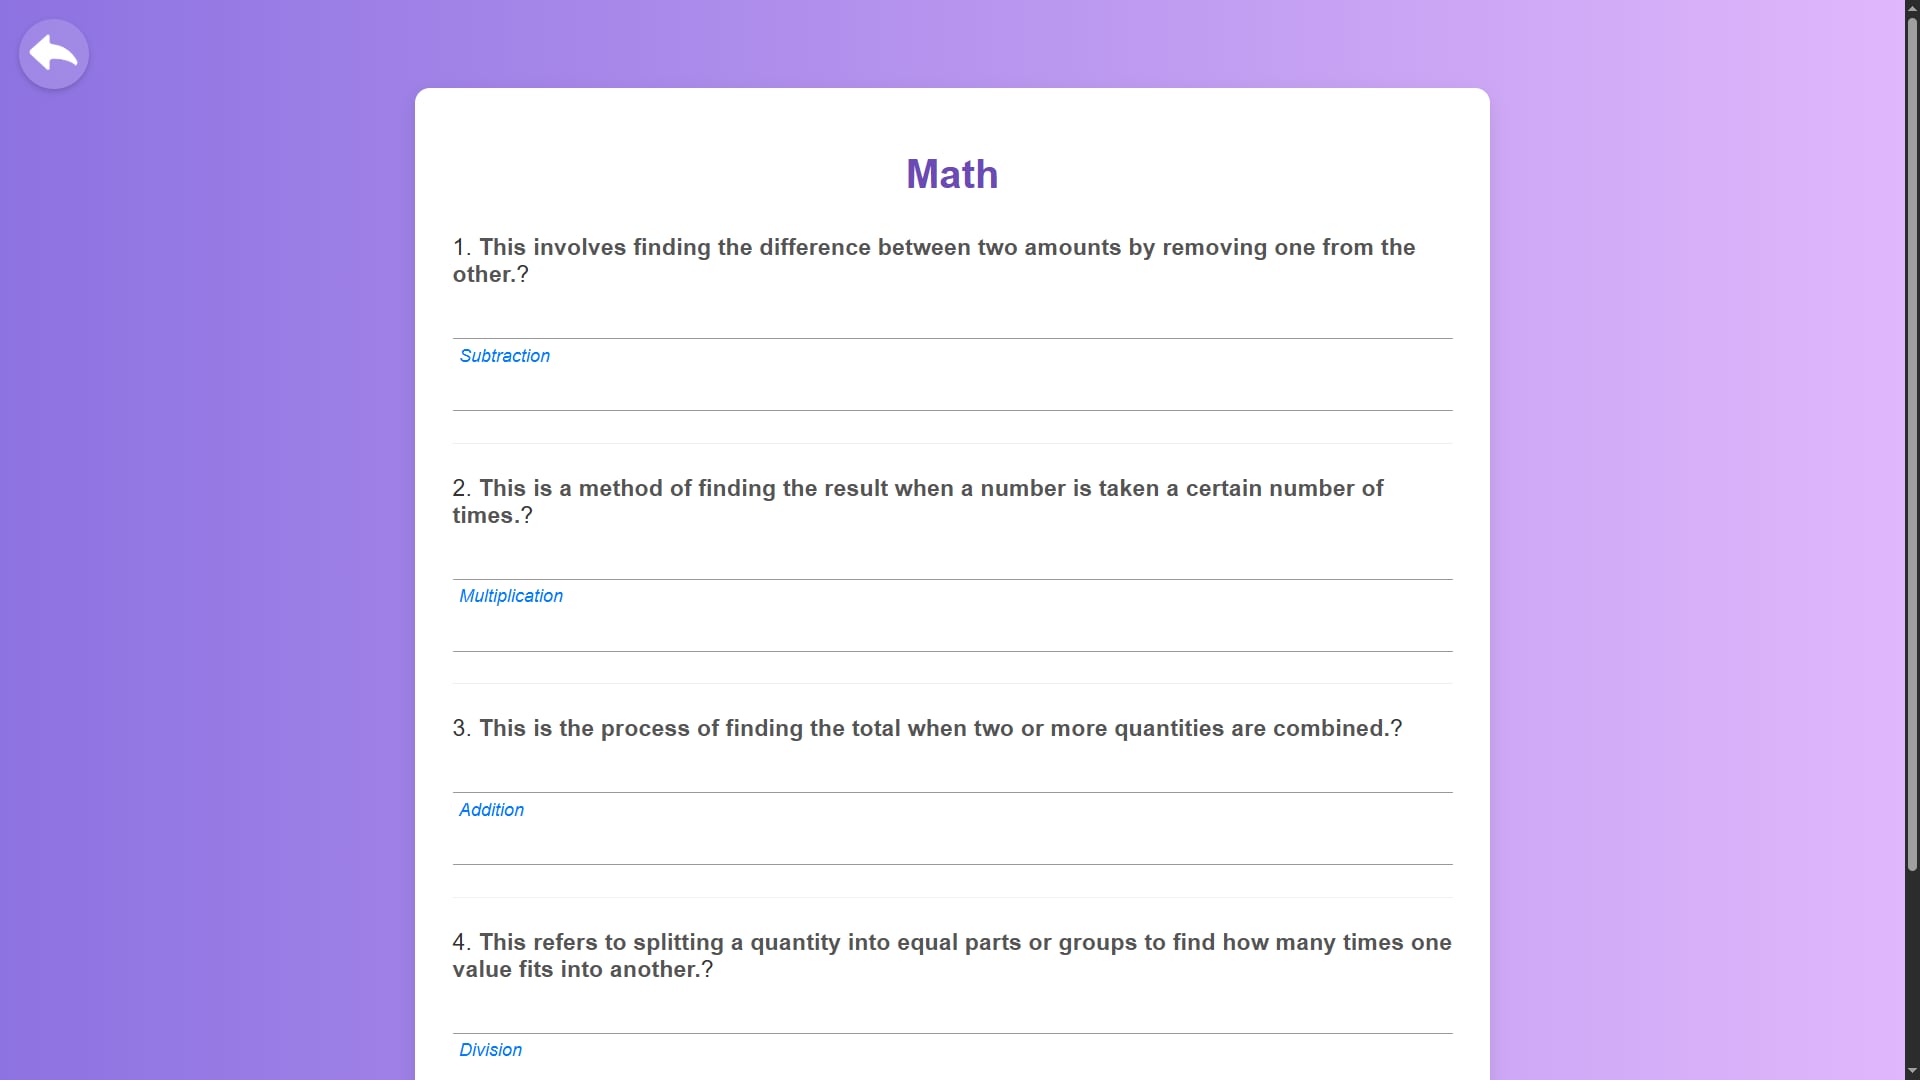 Math
1. This involves finding the difference between two amounts by removing one from the
other.?
Subtraction
2. This is a method of finding the result when a number is taken a certain number of
times.?
Multiplication
3. This is the process of finding the total when two or more quantities are combined.?
Addition
4. This refers to splitting a quantity into equal parts or groups to find how many times one
value fits into another.?
Division